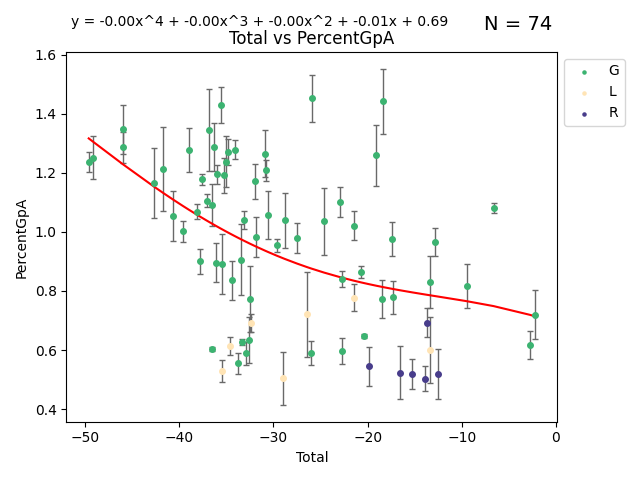 y = -0.00x^4 + -0.00x^3 + -0.00x^2 + -0.01x + 0.69
N = 74
Total vs PercentGpA
G
L
R
1.6
1.4
1.2
1.0
0.8
0.6
0.4
PercentGpA
−50
−40
−30
−20
−10
0
Total